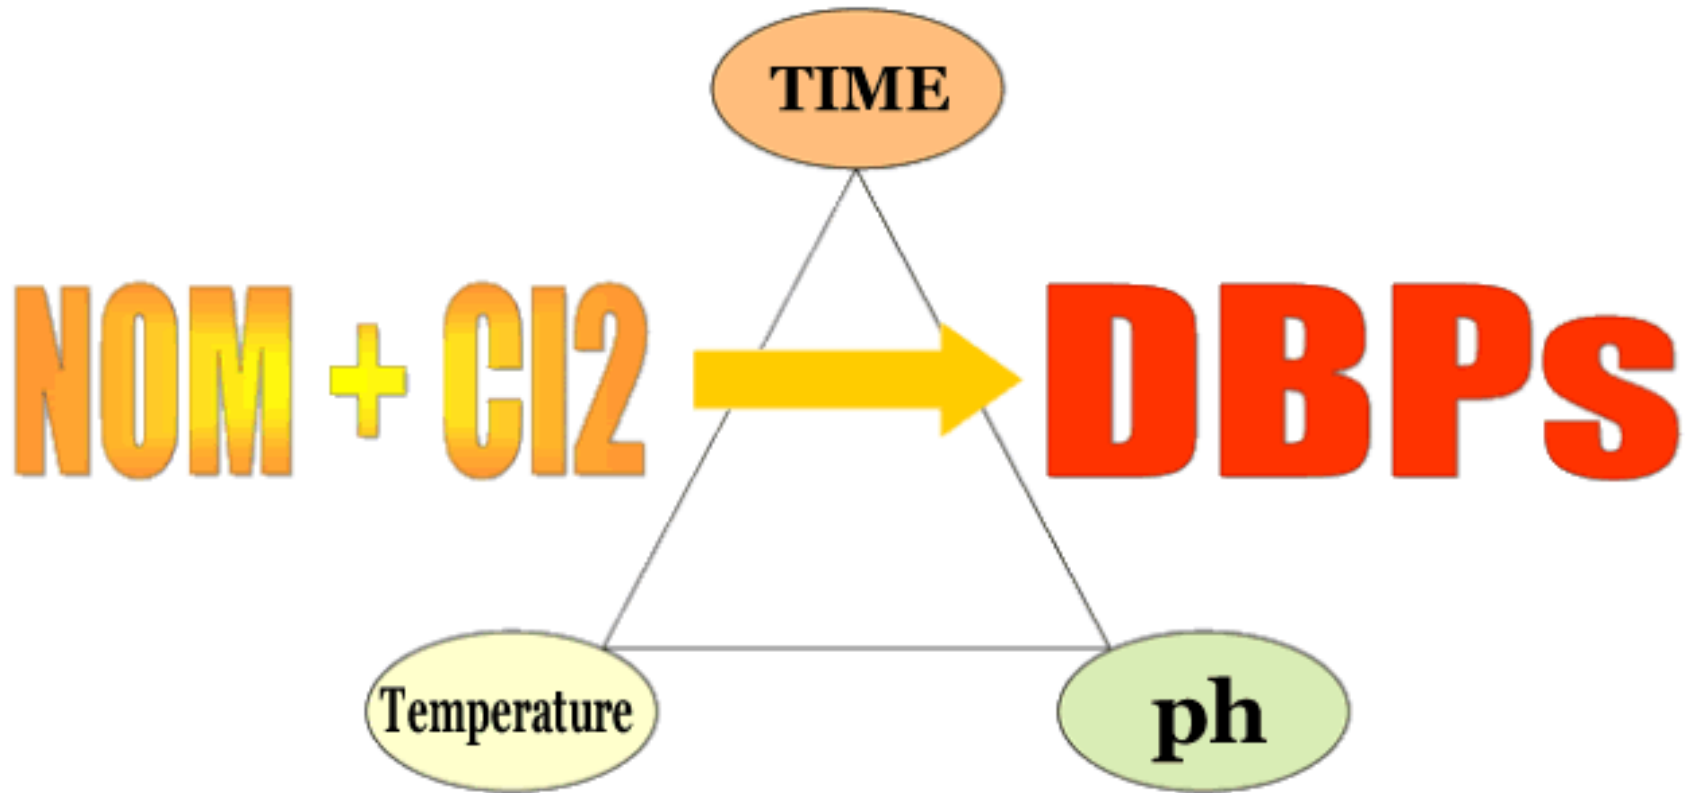 TIME
NOM + Cl2
DBPs
Temperature
ph